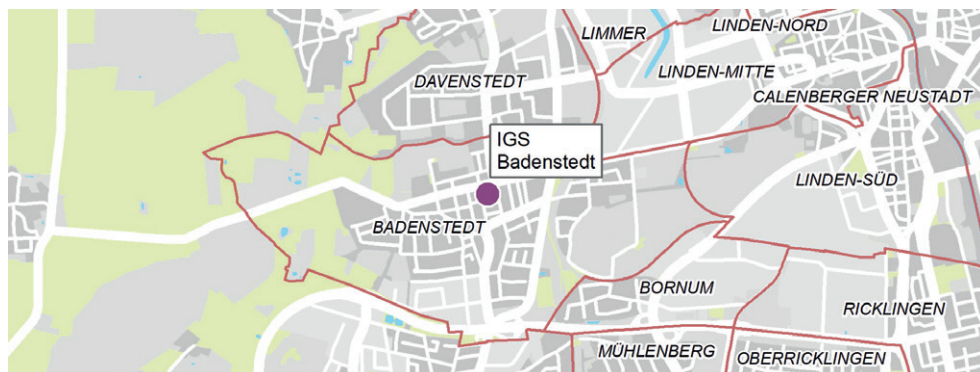 LINDEN-NORD
LIMMER
LINDEN-MITTE
DAVENSTEDT
CALENBERGER NEUSTADT
IGS
Badenstedt
LINDEN-SÜD
BADENSTEDT
BORNUM
RICKLINGEN
MÜHLENBERG
OBERRICKLINGEN